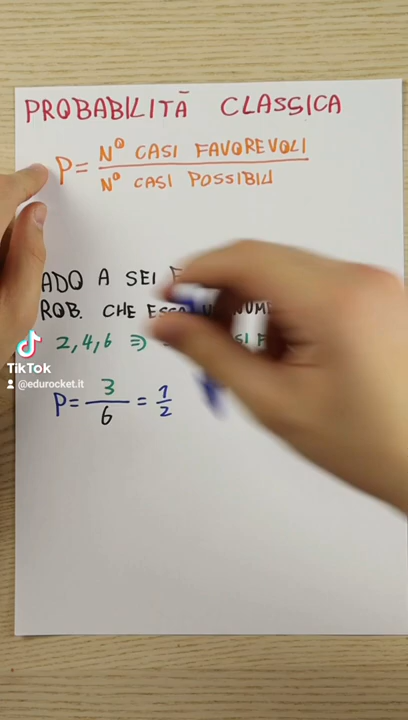 PROBABILITÀ CLASSICA
P= N° CASI FAVOREVOLI
N° CASI POSSIBILI
ADO A SEI
ROB. CHE
2,4,6 ⇒
P= 3/6 = 1/2
TikTok
@edurocket.it